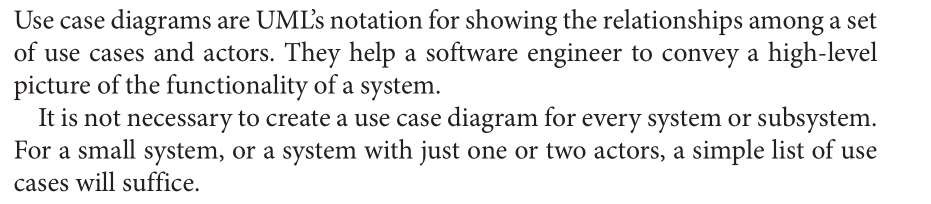 Use case diagrams are UML’s notation for showing the relationships among a set
of use cases and actors. They help a software engineer to convey a high-level
picture of the functionality of a system.
It is not necessary to create a use case diagram for every system or subsystem.
For a small system, or a system with just one or two actors, a simple list of use
cases will suffice.